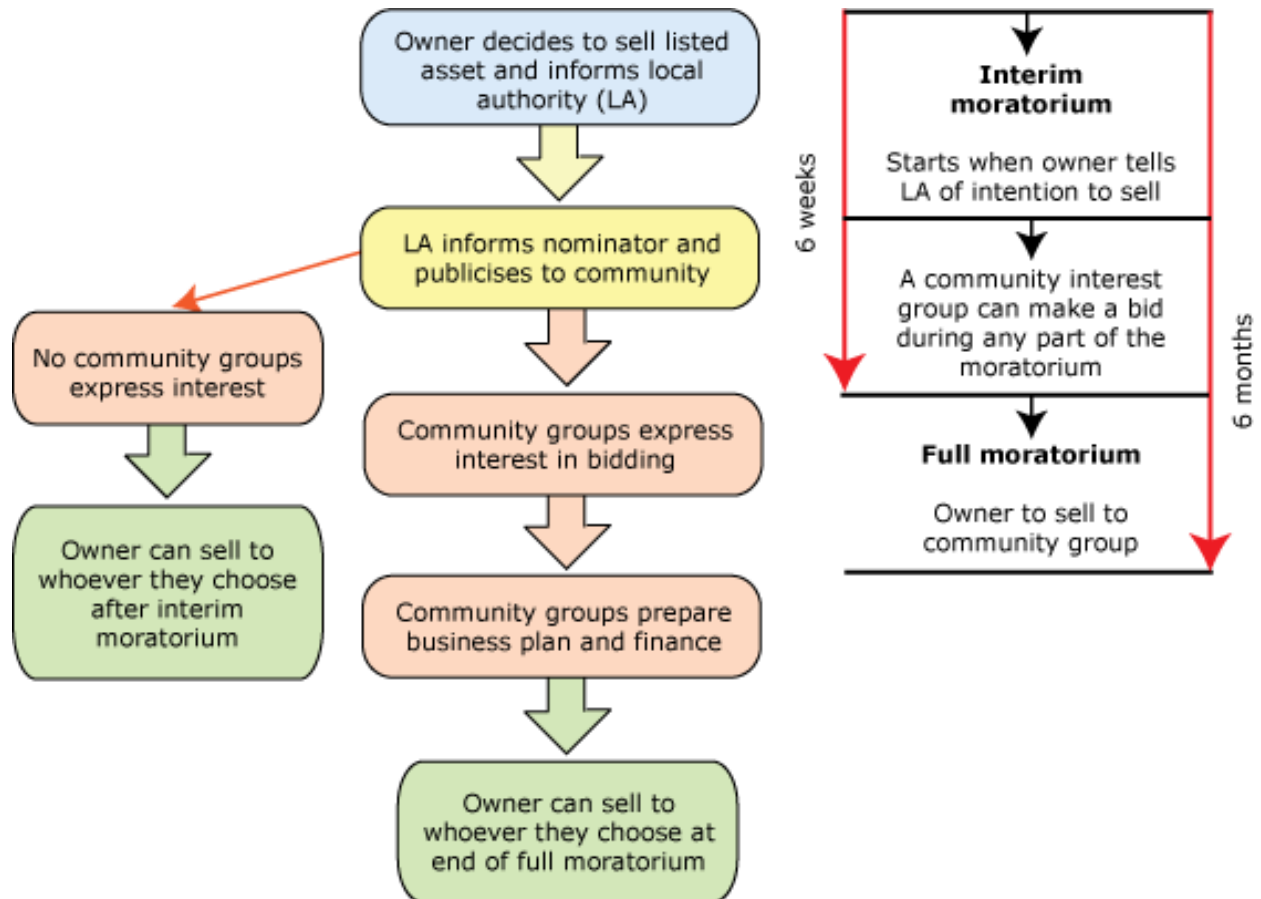 Owner decides to sell listed
asset and informs local
authority (LA)
LA informs nominator and
publicises to community
No community groups
express interest
Owner can sell to
whoever they choose
after interim
moratorium
Community groups express
interest in bidding
Community groups prepare
business plan and finance
Owner can sell to
whoever they choose at
end of full moratorium
6 weeks
Interim
moratorium
Starts when owner tells
LA of intention to sell
A community interest
group can make a bid
during any part of the
moratorium
Full moratorium
Owner to sell to
community group
6 months